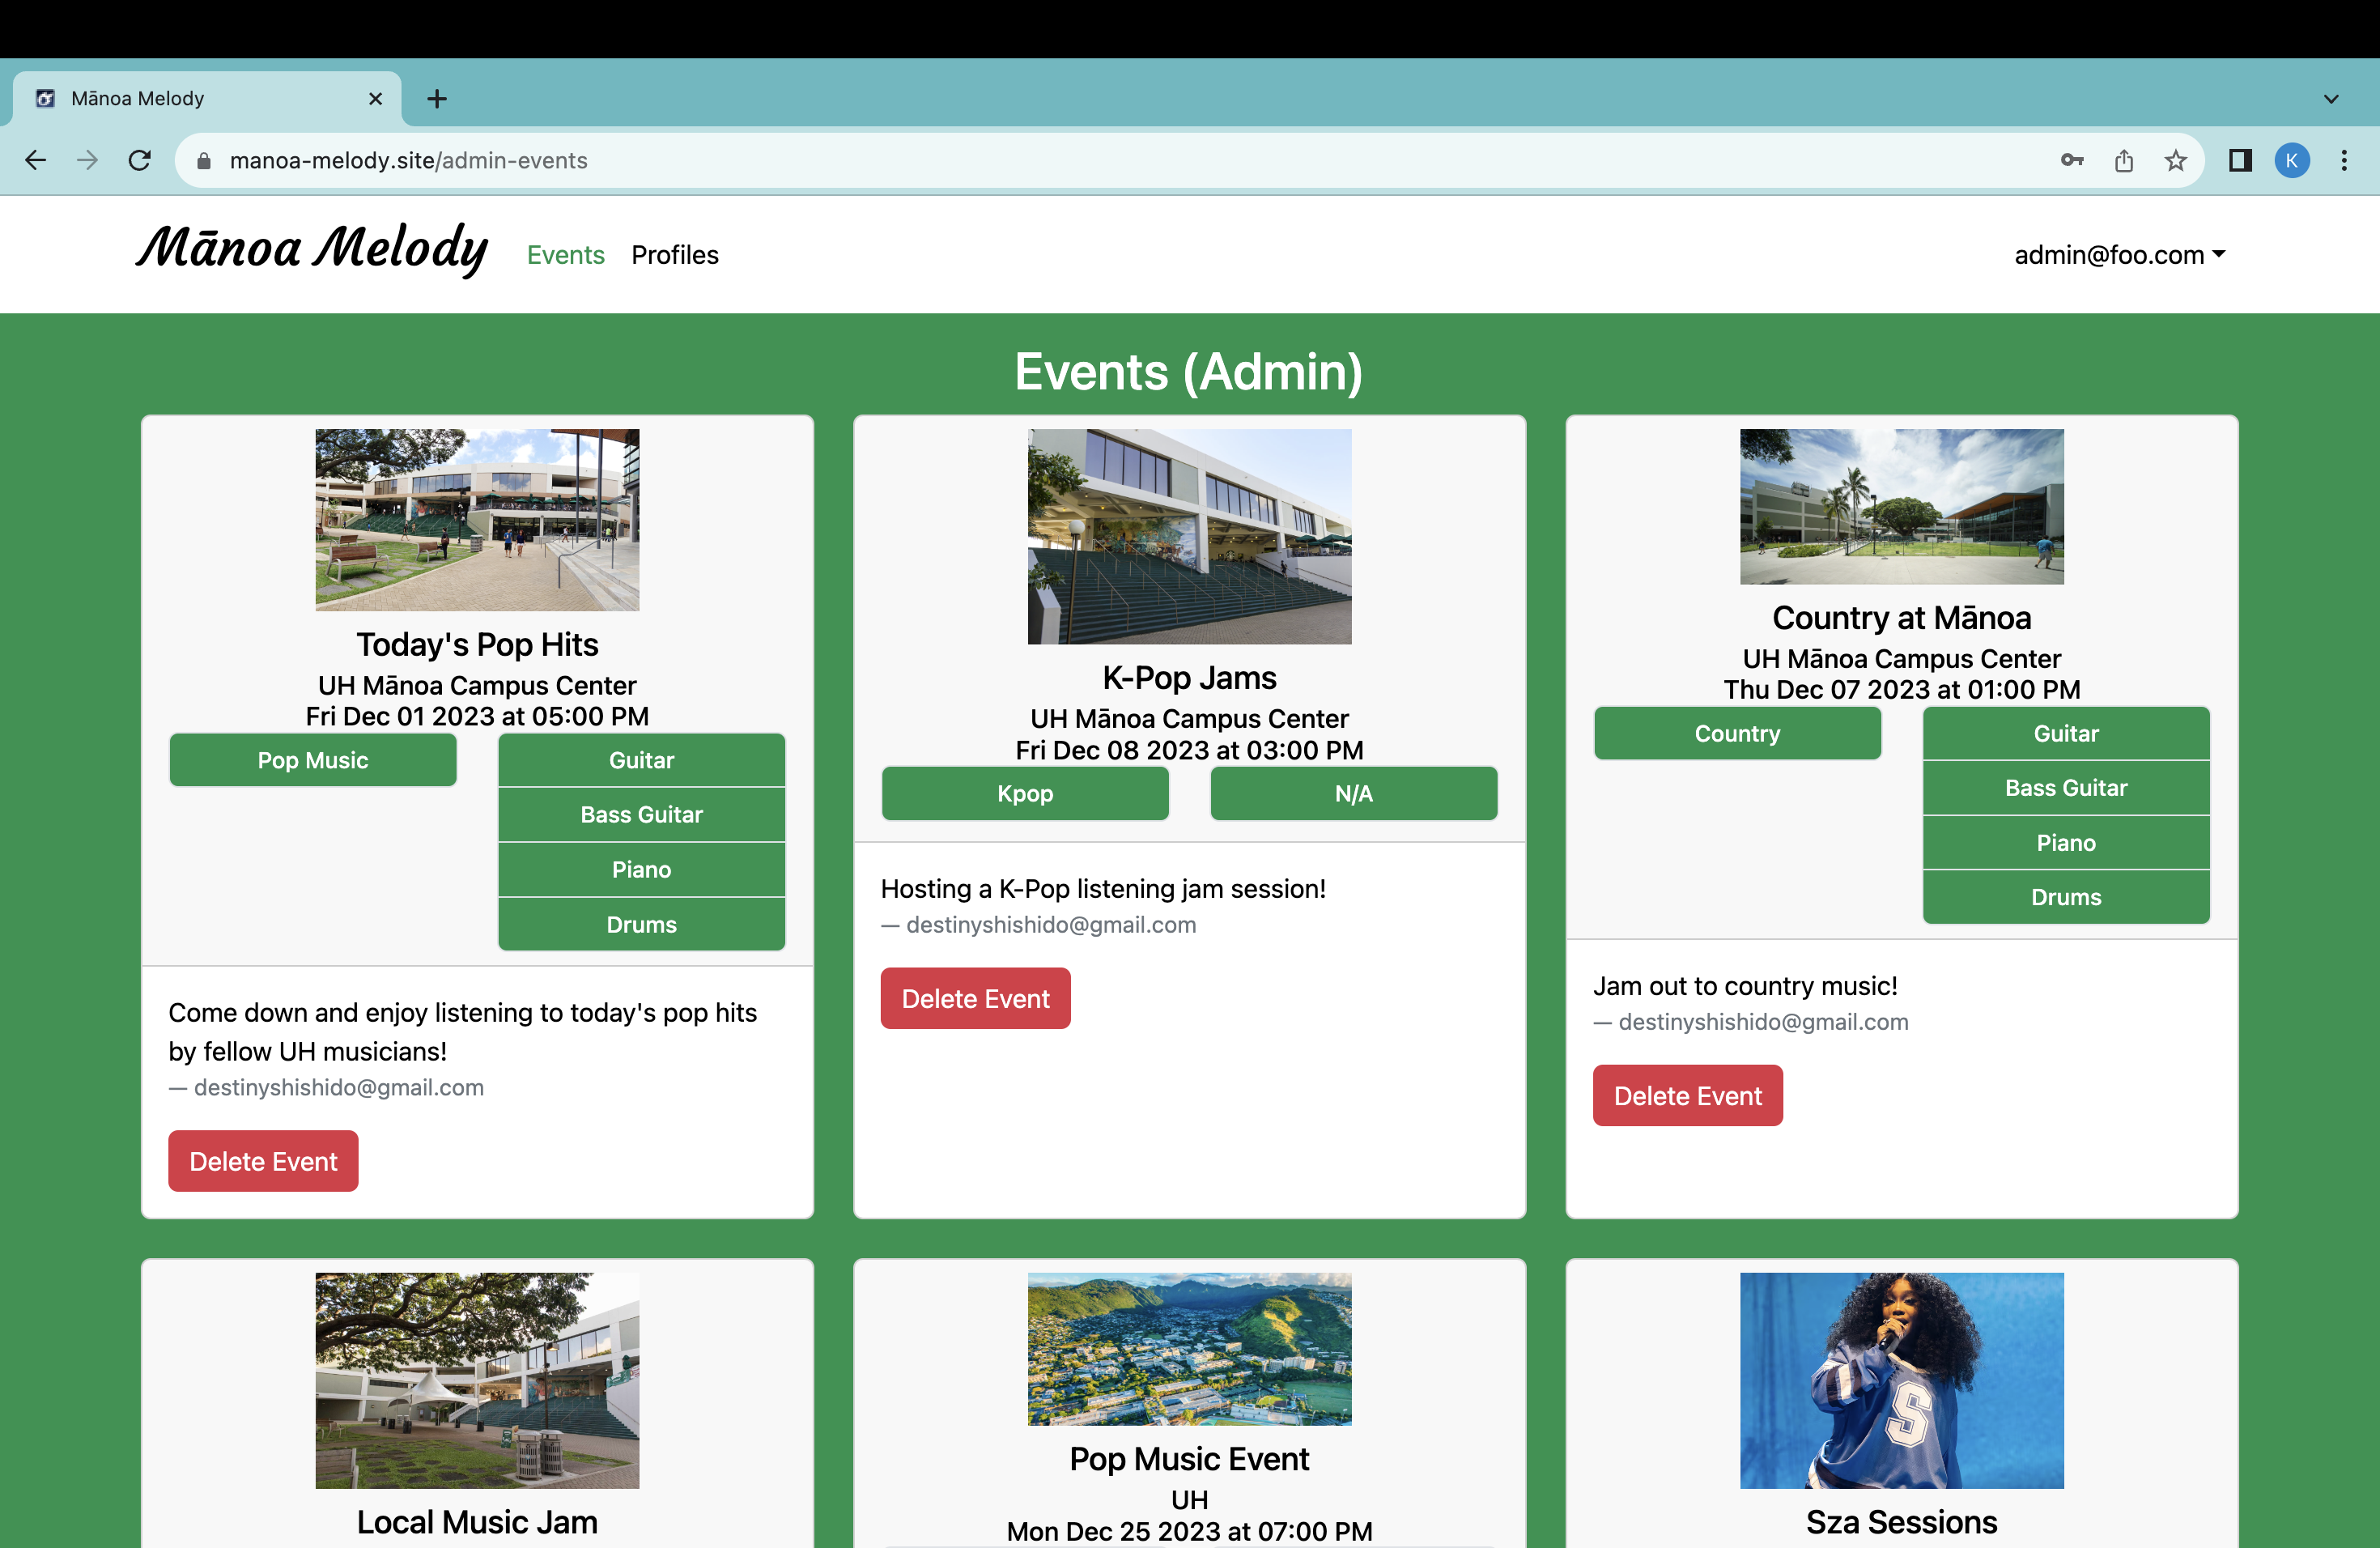 Mānoa Melody
manoa-melody.site/admin-events
K
Mānoa Melody
Events
Profiles
admin@foo.com
Events (Admin)
Today's Pop Hits
UH Mānoa Campus Center
Fri Dec 01 2023 at 05:00 PM
Pop Music
Guitar
Bass Guitar
Piano
Drums
Come down and enjoy listening to today's pop hits
by fellow UH musicians!
— destinyshishido@gmail.com
Delete Event
K-Pop Jams
UH Mānoa Campus Center
Fri Dec 08 2023 at 03:00 PM
Kpop
N/A
Hosting a K-Pop listening jam session!
— destinyshishido@gmail.com
Delete Event
Country at Mānoa
UH Mānoa Campus Center
Thu Dec 07 2023 at 01:00 PM
Country
Guitar
Bass Guitar
Piano
Drums
Jam out to country music!
— destinyshishido@gmail.com
Delete Event
Local Music Jam
Pop Music Event
UH
Mon Dec 25 2023 at 07:00 PM
S
Sza Sessions